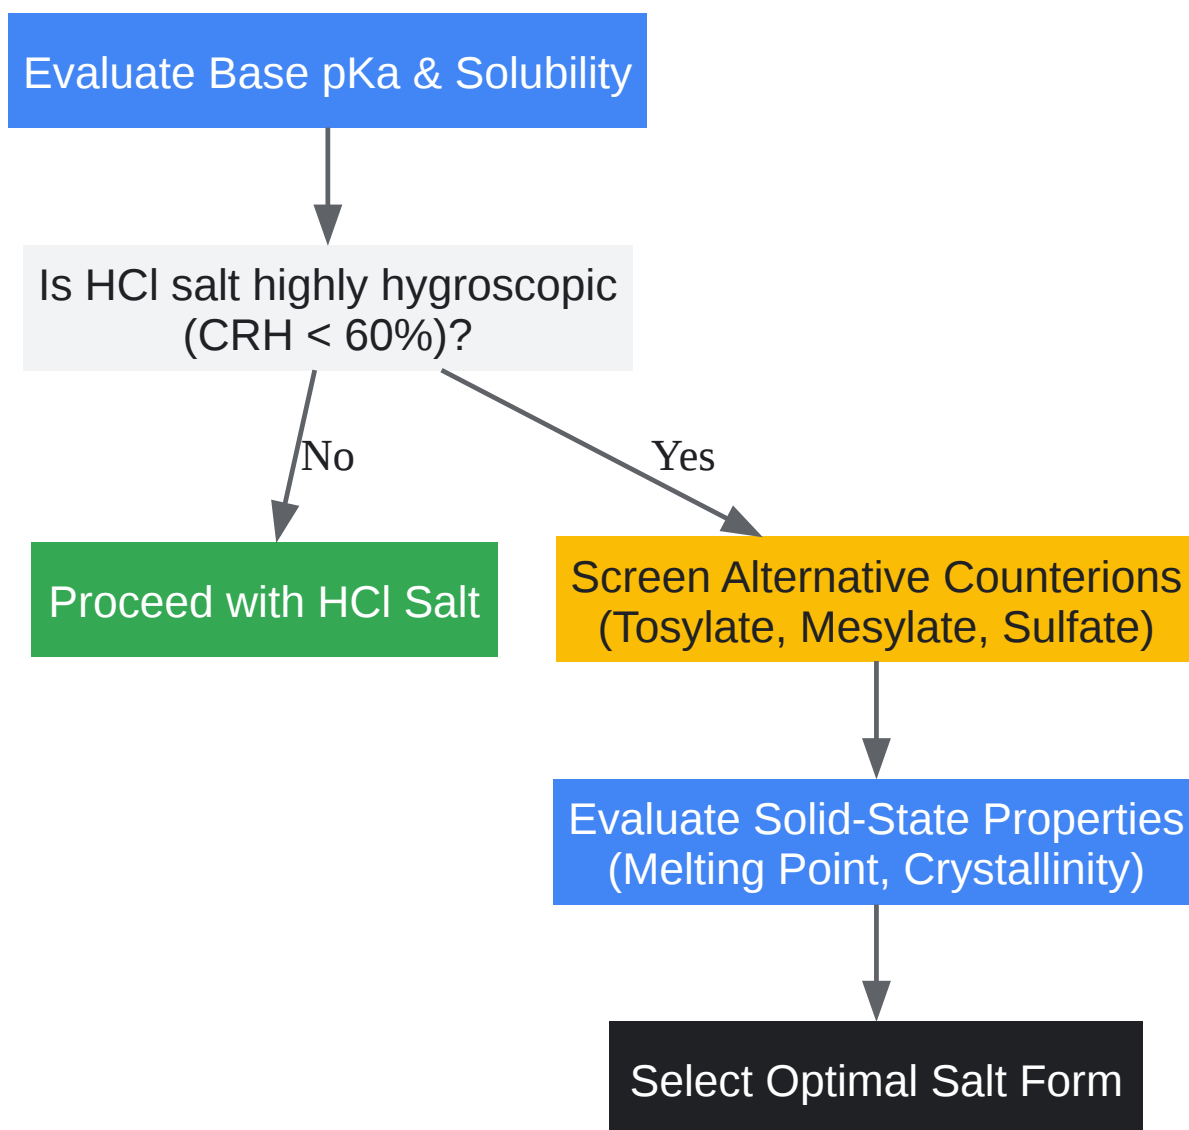 Evaluate Base pKa & Solubility
Is HCl salt highly hygroscopic
(CRH < 60%)?
No
Yes
Proceed with HCl Salt
Screen Alternative Counterions
(Tosylate, Mesylate, Sulfate)
Evaluate Solid-State Properties
(Melting Point, Crystallinity)
Select Optimal Salt Form